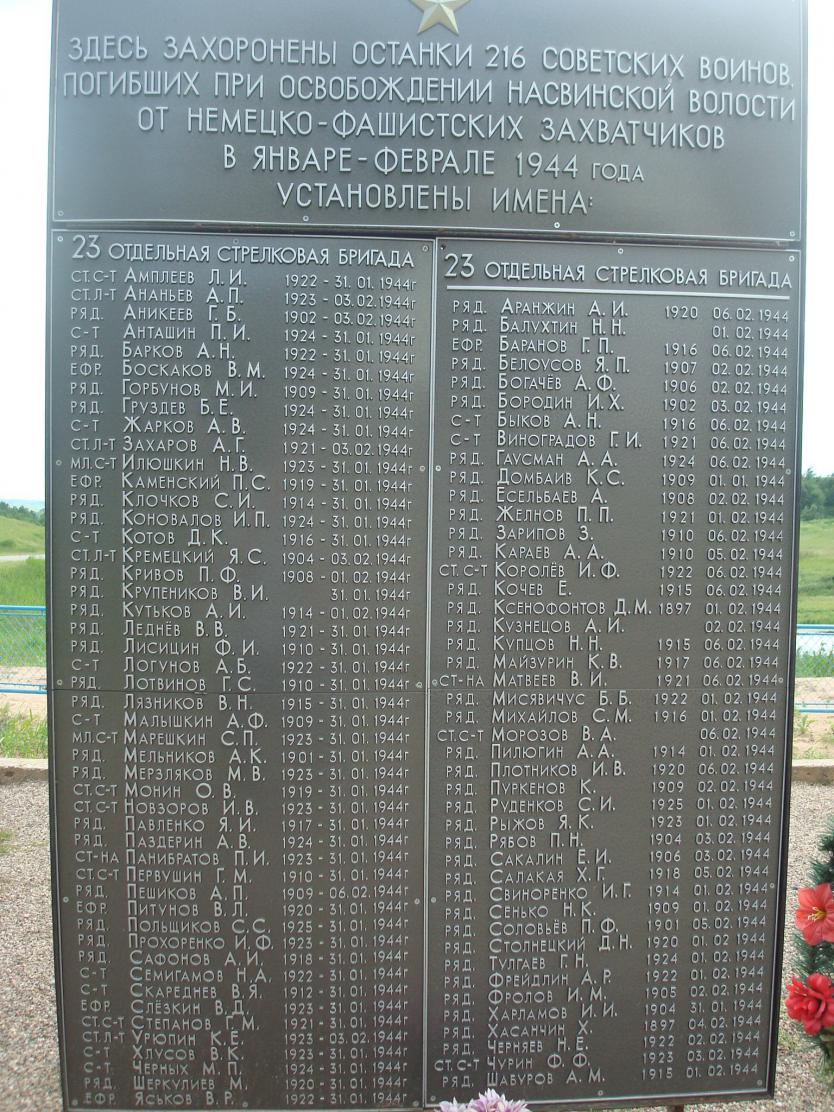 ЗДЕСЬ ЗАХОРОНЕНЫ ОСТАНКИ 216 СОВЕТСКИХ ВОИНОВ,
ПОГИБШИХ ПРИ ОСВОБОЖДЕНИИ НАСВИНСКОЙ ВОЛОСТИ
ОТ НЕМЕЦКО-ФАШИСТСКИХ ЗАХВАТЧИКОВ
В ЯНВАРЕ-ФЕВРАЛЕ 1944 ГОДА
УСТАНОВЛЕНЫ ИМЕНА:
23 ОТДЕЛЬНАЯ СТРЕЛКОВАЯ БРИГАДА
СТ.С-Т АМПЛЕЕВ Л.И. 1922 - 31.01.1944г
СТ.Л-Т АНАНЬЕВ А.П. 1923 - 03.02.1944г
РЯД. АНИКЕЕВ Г.Б. 1902 - 03.02.1944г
С-Т АНТАШИН П.И. 1924 - 31.01.1944г
РЯД. БАРКОВ А.Н. 1922 - 31.01.1944г
ЕФР. БОСКАКОВ В.М. 1924 - 31.01.1944г
РЯД. ГОРБУНОВ М.И. 1909 - 31.01.1944г
РЯД. ГРУЗДЕВ Б.Е. 1924 - 31.01.1944г
С-Т ЖАРКОВ А.В. 1924 - 31.01.1944г
СТ.Л-Т ЗАХАРОВ А.Г. 1921 - 03.02.1944г
МЛ.С-Т ИЛЮШКИН Н.В. 1923 - 31.01.1944г
ЕФР. КАМЕНСКИЙ П.С. 1919 - 31.01.1944г
РЯД. КЛОЧКОВ С.И. 1914 - 31.01.1944г
РЯД. КОНОВАЛОВ И.П. 1924 - 31.01.1944г
С-Т КОТОВ Д.К. 1916 - 31.01.1944г
СТ.Л-Т КРЕМЕЦКИЙ Я.С. 1904 - 03.02.1944г
РЯД. КРИВОВ П.Ф. 1908 - 01.02.1944г
РЯД. КРУПЕНИКОВ В.И. 31.01.1944г
РЯД. КУТЬКОВ А.И. 1914 - 01.02.1944г
РЯД. ЛЕДНЁВ В.В. 1921 - 31.01.1944г
РЯД. ЛИСИЦИН Ф.И. 1910 - 31.01.1944г
С-Т ЛОГУНОВ А.Б. 1922 - 31.01.1944г
РЯД. ЛОТВИНОВ Г.С. 1910 - 31.01.1944г
РЯД. ЛЯЗНИКОВ В.Н. 1915 - 31.01.1944г
С-Т МАЛЫШКИН А.Ф. 1909 - 31.01.1944г
МЛ.С-Т МАРЕШКИН С.П. 1923 - 31.01.1944г
РЯД. МЕЛЬНИКОВ А.К. 1901 - 31.01.1944г
РЯД. МЕРЗЛЯКОВ М.В. 1923 - 31.01.1944г
СТ.С-Т МОНИН О.В. 1919 - 31.01.1944г
СТ.С-Т НОВЗОРОВ И.В. 1923 - 31.01.1944г
РЯД. ПАВЛЕНКО Я.И. 1917 - 31.01.1944г
РЯД. ПАЗДЕРИН А.В. 1924 - 31.01.1944г
СТ-НА ПАНИБРАТОВ П.И. 1923 - 31.01.1944г
СТ.С-Т ПЕРВУШИН Г.М. 1910 - 31.01.1944г
РЯД. ПЕШИКОВ А.П. 1909 - 06.02.1944г
ЕФР. ПИТУНОВ В.Л. 1920 - 31.01.1944г
РЯД. ПОЛЬЩИКОВ С.С. 1925 - 31.01.1944г
РЯД. ПРОХОРЕНКО И.Ф. 1923 - 31.01.1944г
РЯД. САФОНОВ А.И. 1918 - 31.01.1944г
С-Т СЕМИГАМОВ Н.А. 1922 - 31.01.1944г
С-Т СКАРЕДНЕВ В.Я. 1912 - 31.01.1944г
ЕФР. СЛЁЗКИН В.Д. 1923 - 31.01.1944г
СТ.С-Т СТЕПАНОВ Г.М. 1921 - 31.01.1944г
СТ.Л-Т УРЮПИН К.Е. 1923 - 03.02.1944г
С-Т ХЛУСОВ В.К. 1923 - 31.01.1944г
С-Т ЧЕРНЫХ М.П. 1924 - 31.01.1944г
РЯД. ШЕРКУЛИЕВ М. 1920 - 31.01.1944г
ЕФР. ЯСЬКОВ В.Р. 1922 - 31.01.1944г
23 ОТДЕЛЬНАЯ СТРЕЛКОВАЯ БРИГАДА
РЯД. АРАНЖИН А.И. 1920 06.02.1944
РЯД. БАЛУХТИН Н.Н. 01.02.1944
ЕФР. БАРАНОВ Г.П. 1916 06.02.1944
РЯД. БЕЛОУСОВ Я.П. 1907 02.02.1944
РЯД. БОГАЧЁВ А.Ф. 1906 02.02.1944
РЯД. БОРОДИН И.Х. 1902 03.02.1944
С-Т БЫКОВ А.Н. 1916 06.02.1944
С-Т ВИНОГРАДОВ Г.И. 1921 06.02.1944
РЯД. ГАУСМАН А.А. 1924 06.02.1944
РЯД. ДОМБАИВ К.С. 1909 01.01.1944
РЯД. ЕСЕЛЬБАЕВ А. 1908 02.02.1944
РЯД. ЖЕЛНОВ П.П. 1921 01.02.1944
РЯД. ЗАРИПОВ З. 1910 06.02.1944
РЯД. КАРАЕВ А.А. 1910 05.02.1944
СТ.С-Т КОРОЛЁВ И.Ф. 1922 06.02.1944
РЯД. КОЧЕВ Е. 1915 06.02.1944
РЯД. КСЕНОФОНТОВ Д.М. 1897 01.02.1944
РЯД. КУЗНЕЦОВ А.И. 02.02.1944
РЯД. КУПЦОВ Н.Н. 1915 06.02.1944
РЯД. МАЙЗУРИН К.В. 1917 06.02.1944
СТ-НА МАТВЕЕВ В.И. 1921 06.02.1944
РЯД. МИСЯВИЧУС Б.Б. 1922 01.02.1944
РЯД. МИХАЙЛОВ С.М. 1916 01.02.1944
СТ.С-Т МОРОЗОВ В.А. 06.02.1944
РЯД. ПИЛЮГИН А.А. 1914 01.02.1944
РЯД. ПЛОТНИКОВ И.В. 1920 06.02.1944
РЯД. ПУРКЕНОВ К. 1909 02.02.1944
РЯД. РУДЕНКОВ С.И. 1925 01.02.1944
РЯД. РЫЖОВ Я.К. 1923 01.02.1944
РЯД. РЯБОВ П.Н. 1904 03.02.1944
РЯД. САКАЛИН Е.И. 1906 03.02.1944
РЯД. САЛАКАЯ Х.Г. 1918 05.02.1944
РЯД. СВИНОРЕНКО И.Г. 1914 01.02.1944
РЯД. СЕНЬКО Н.К. 1909 01.02.1944
РЯД. СОЛОВЬЁВ П.Ф. 1901 05.02.1944
РЯД. СТОЛНЕЦКИЙ Д.Н. 1920 01.02.1944
РЯД. ТУЛГАЕВ Г.Н. 1924 01.02.1944
РЯД. ФРЕЙДЛИН А.Р. 1922 01.02.1944
РЯД. ФРОЛОВ И.М. 1905 02.02.1944
РЯД. ХАРЛАМОВ И.И. 1904 31.01.1944
РЯД. ХАСАНЧИН Х. 1897 04.02.1944
РЯД. ЧЕРНЯЕВ Н.Е. 1922 02.02.1944
СТ.С-Т ЧУРИН Ф.Ф. 1923 03.02.1944
РЯД. ШАБУРОВ А.М. 1915 01.02.1944